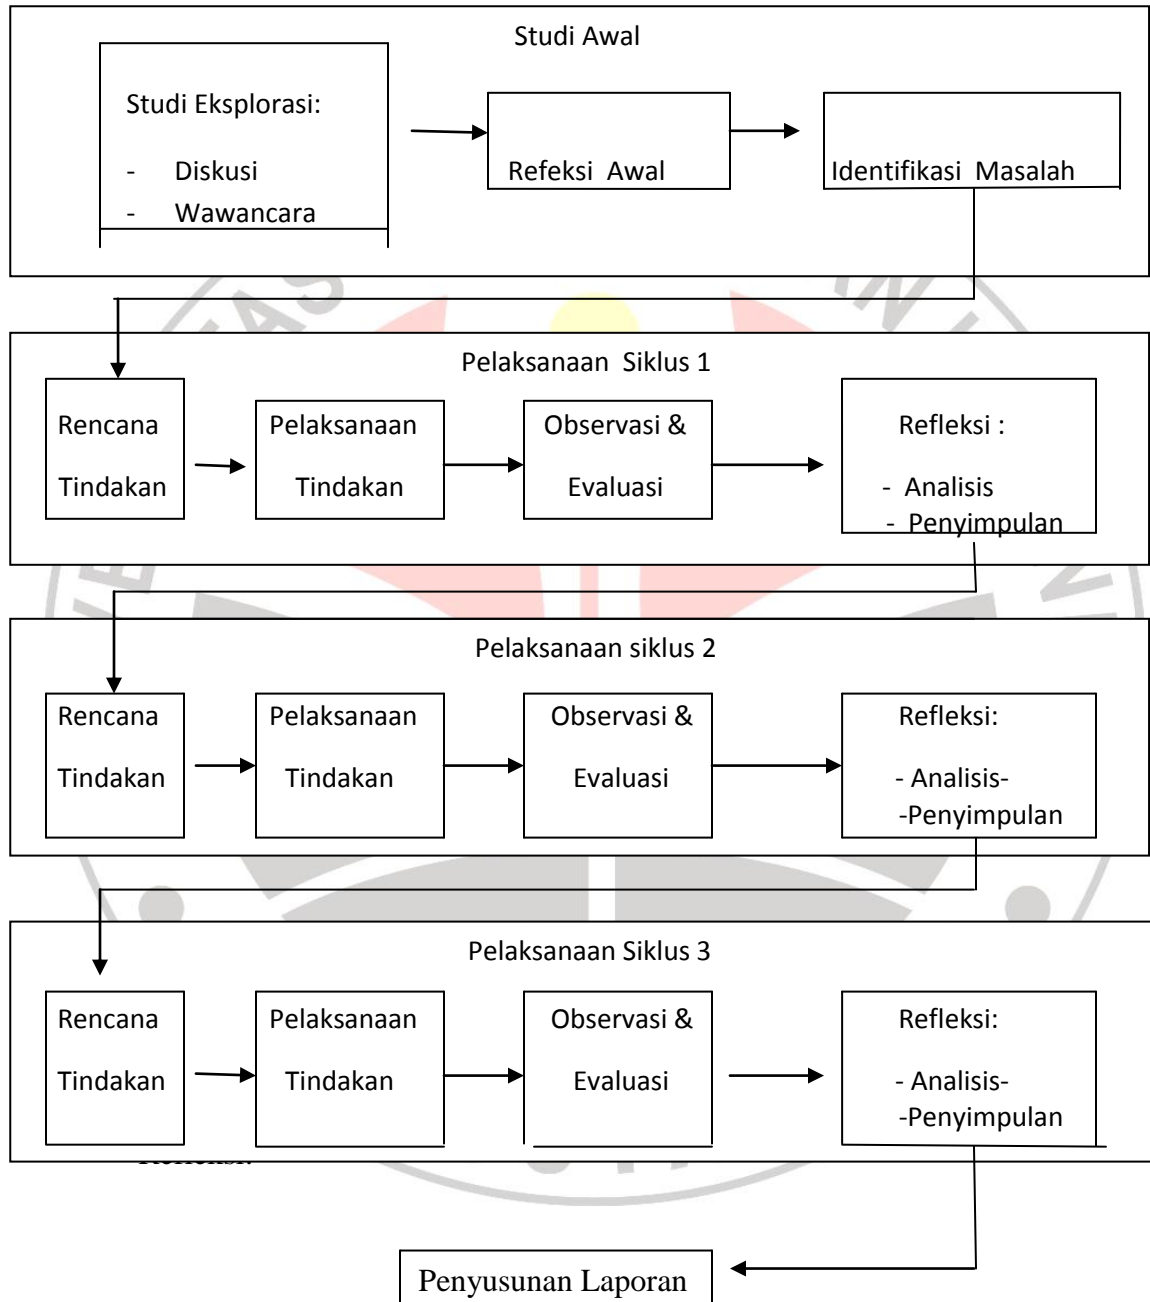 Studi Awal
Studi Eksplorasi:
- Diskusi
- Wawancara
Refeksi Awal
Identifikasi Masalah
Pelaksanaan Siklus 1
Rencana
Tindakan
Pelaksanaan
Tindakan
Observasi &
Evaluasi
Refleksi :
- Analisis
- Penyimpulan
Pelaksanaan siklus 2
Rencana
Tindakan
Pelaksanaan
Tindakan
Observasi &
Evaluasi
Refleksi:
- Analisis-
-Penyimpulan
Pelaksanaan Siklus 3
Rencana
Tindakan
Pelaksanaan
Tindakan
Observasi &
Evaluasi
Refleksi:
- Analisis-
-Penyimpulan
Penyusunan Laporan